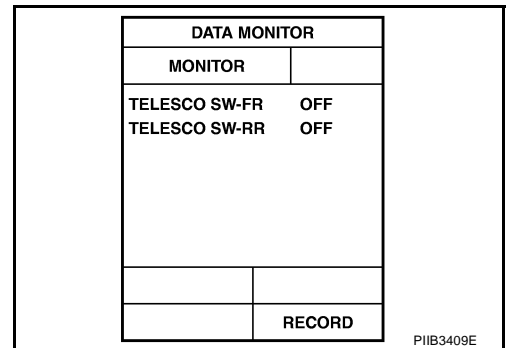 DATA MONITOR
MONITOR
TELESCO SW-FR OFF
TELESCO SW-RR OFF
RECORD
PIIB3409E